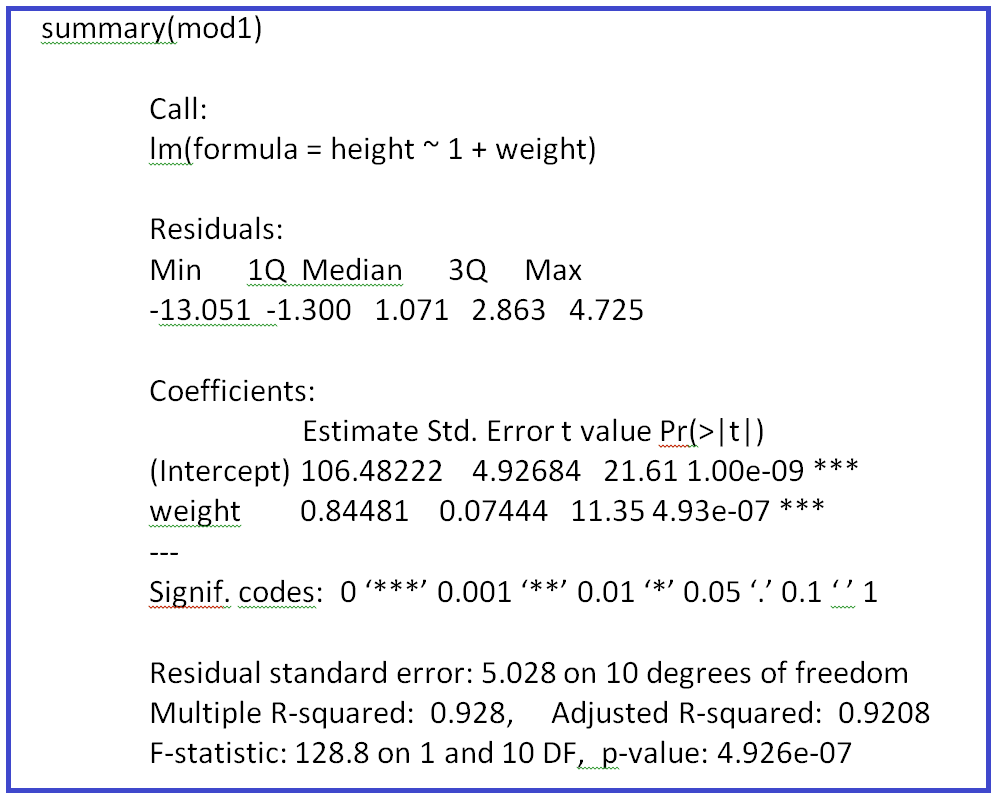 summary(mod1)
Call:
lm(formula = height ~ 1 + weight)
Residuals:
Min 1Q Median 3Q Max
-13.051 -1.300 1.071 2.863 4.725
Coefficients:
Estimate Std. Error t value Pr(>|t|)
(Intercept) 106.48222 4.92684 21.61 1.00e-09 ***
weight 0.84481 0.07444 11.35 4.93e-07 ***
---
Signif. codes: 0 ‘***’ 0.001 ‘**’ 0.01 ‘*’ 0.05 ‘.’ 0.1 ‘ ’ 1
Residual standard error: 5.028 on 10 degrees of freedom
Multiple R-squared: 0.928, Adjusted R-squared: 0.9208
F-statistic: 128.8 on 1 and 10 DF, p-value: 4.926e-07